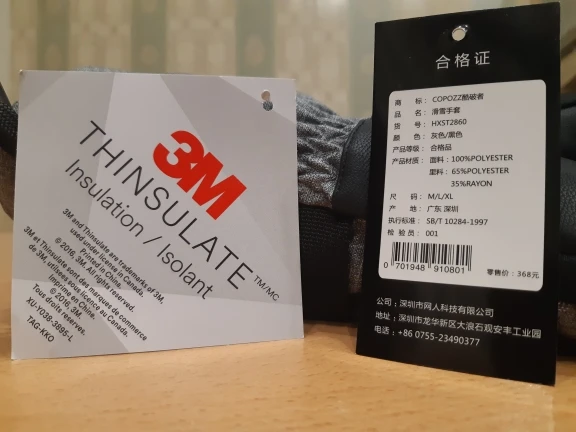 3M
THINSULATE™/MC
Insulation / Isolant
3M and Thinsulate are trademarks of 3M,
used under license in Canada.
Printed in China.
© 2016, 3M. All rights reserved.
3M et Thinsulate sont des marques de commerce
de 3M, utilisées sous licence au Canada.
Imprimé en Chine.
© 2016, 3M.
Tous droits réservés.
XU-Y038-3895-L
TAG-KKO
合格证
商 标: COPOZZ酷破者
品 名: 滑雪手套
货 号: HXST2860
颜 色: 灰色/黑色
产品等级: 合格品
产品材质: 面料:100%POLYESTER
里料:65%POLYESTER
35%RAYON
尺 码: M/L/XL
产 地: 广东 深圳
执行标准: SB/T 10284-1997
检 验 员: 001
0 701948 910801
零售价:368元
公司:深圳市网人科技有限公司
地址:深圳市龙华新区大浪石观安丰工业园
电话:+86 0755-23490377